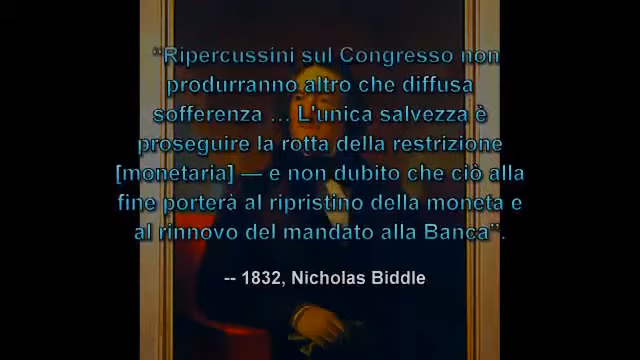 “Ripercussini sul Congresso non
produrranno altro che diffusa
sofferenza … L'unica salvezza è
proseguire la rotta della restrizione
[monetaria] — e non dubito che ciò alla
fine porterà al ripristino della moneta e
al rinnovo del mandato alla Banca”.
-- 1832, Nicholas Biddle